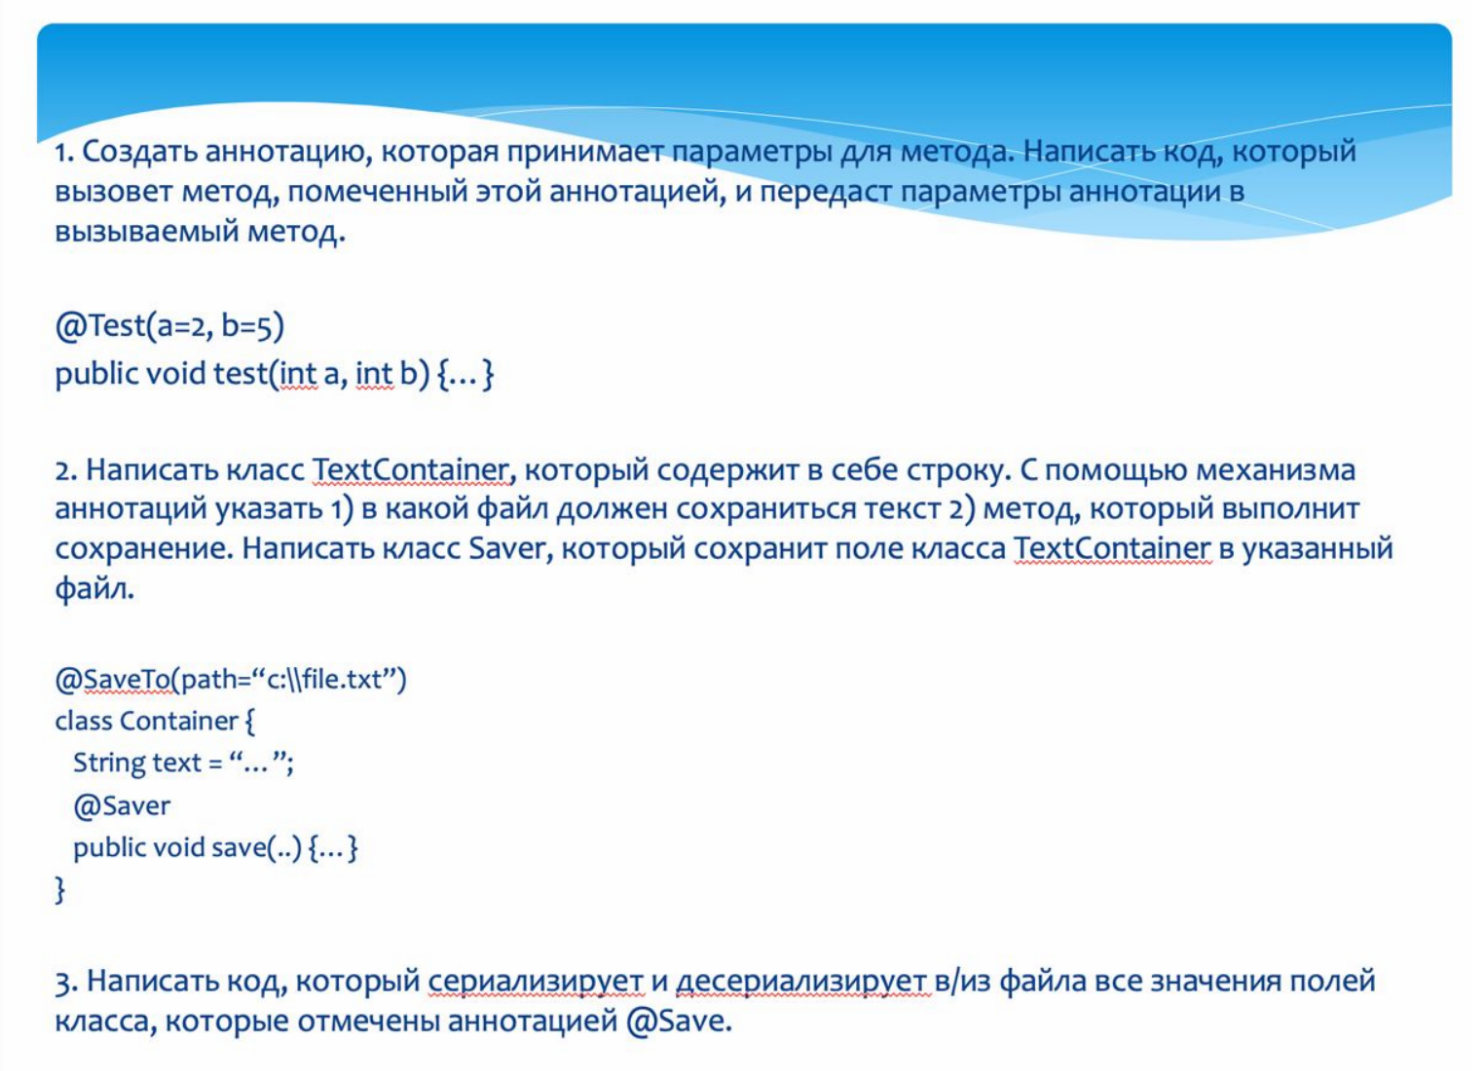 1. Создать аннотацию, которая принимает параметры для метода. Написать код, который
вызовет метод, помеченный этой аннотацией, и передаст параметры аннотации в
вызываемый метод.
@Test(a=2, b=5)
public void test(int a, int b) {… }
2. Написать класс TextContainer, который содержит в себе строку. С помощью механизма
аннотаций указать 1) в какой файл должен сохраниться текст 2) метод, который выполнит
сохранение. Написать класс Saver, который сохранит поле класса TextContainer в указанный
файл.
@SaveTo(path=“c:\\file.txt”)
class Container {
String text = “… ”;
@Saver
public void save(..) {… }
}
3. Написать код, который сериализирует и десериализирует в/из файла все значения полей
класса, которые отмечены аннотацией @Save.